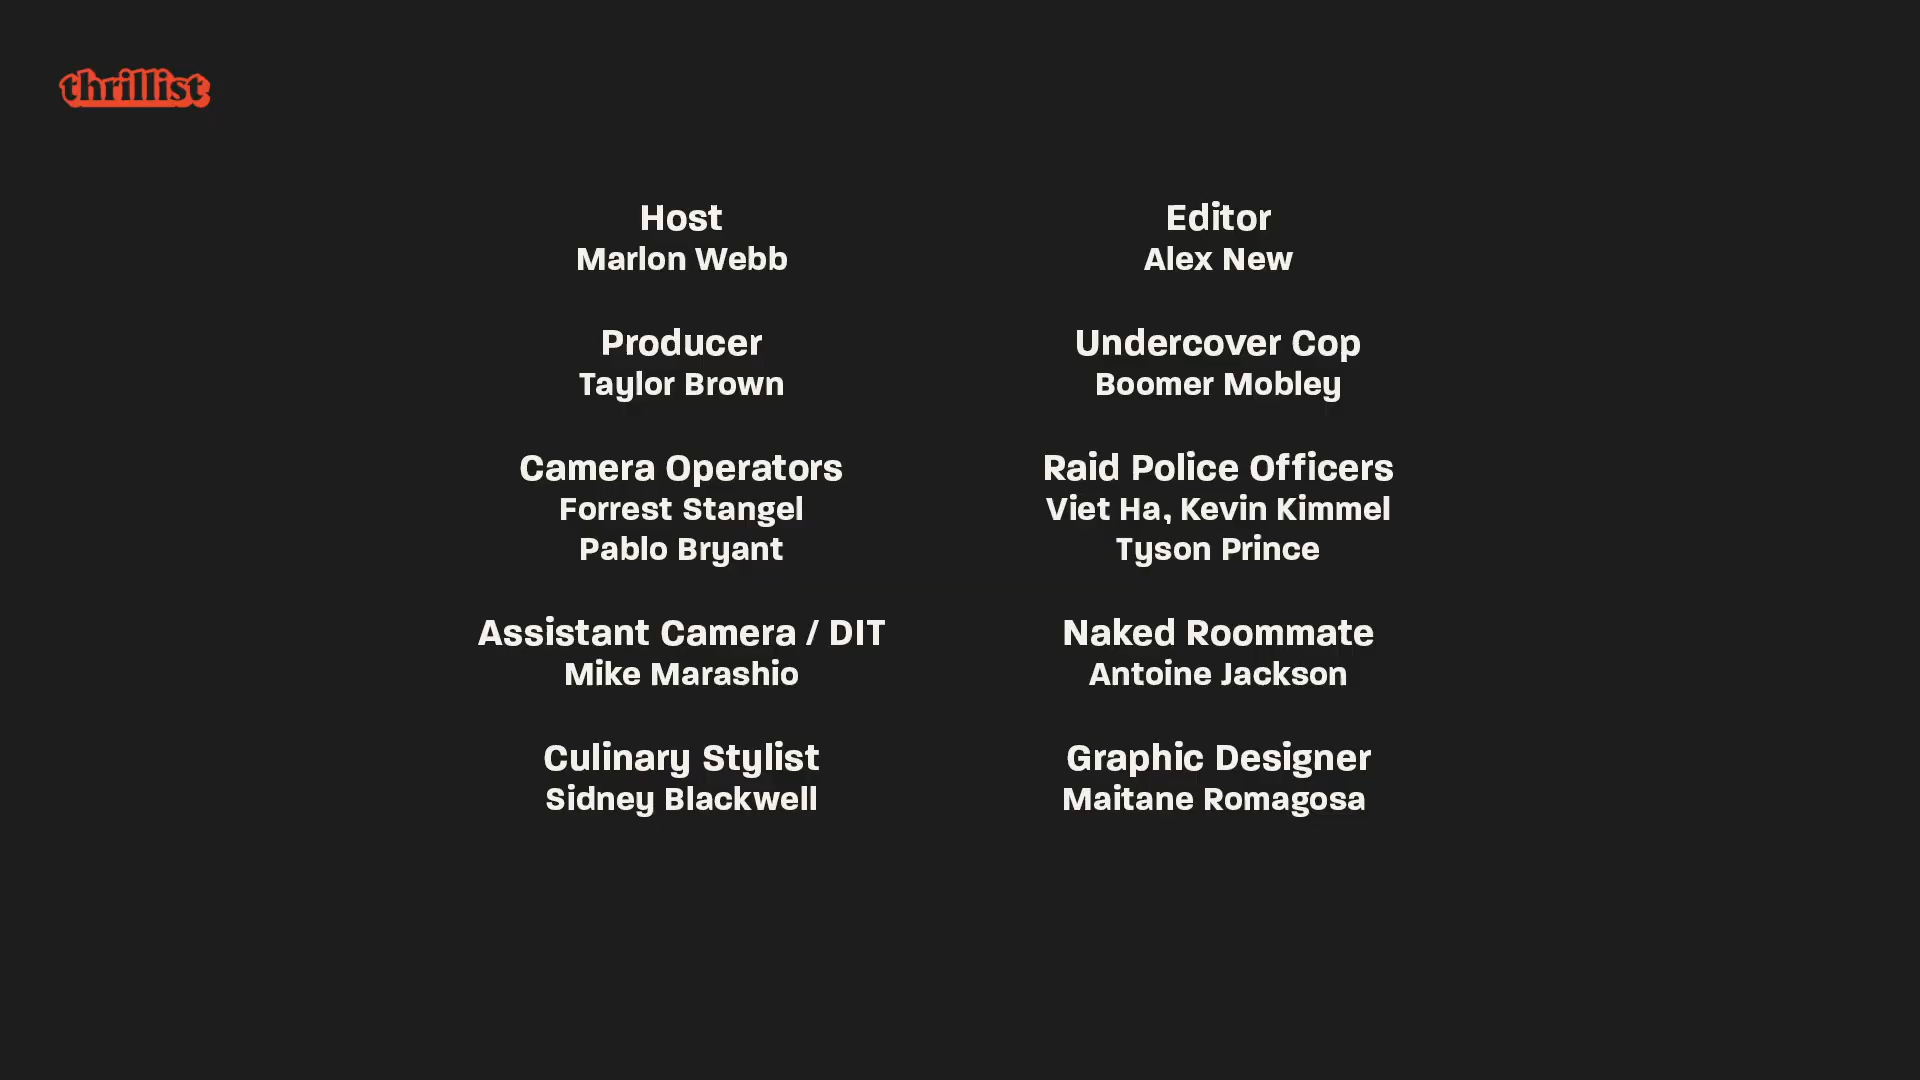 thrillist
Host
Marlon Webb
Producer
Taylor Brown
Camera Operators
Forrest Stangel
Pablo Bryant
Assistant Camera / DIT
Mike Marashio
Culinary Stylist
Sidney Blackwell
Editor
Alex New
Undercover Cop
Boomer Mobley
Raid Police Officers
Viet Ha, Kevin Kimmel
Tyson Prince
Naked Roommate
Antoine Jackson
Graphic Designer
Maitane Romagosa